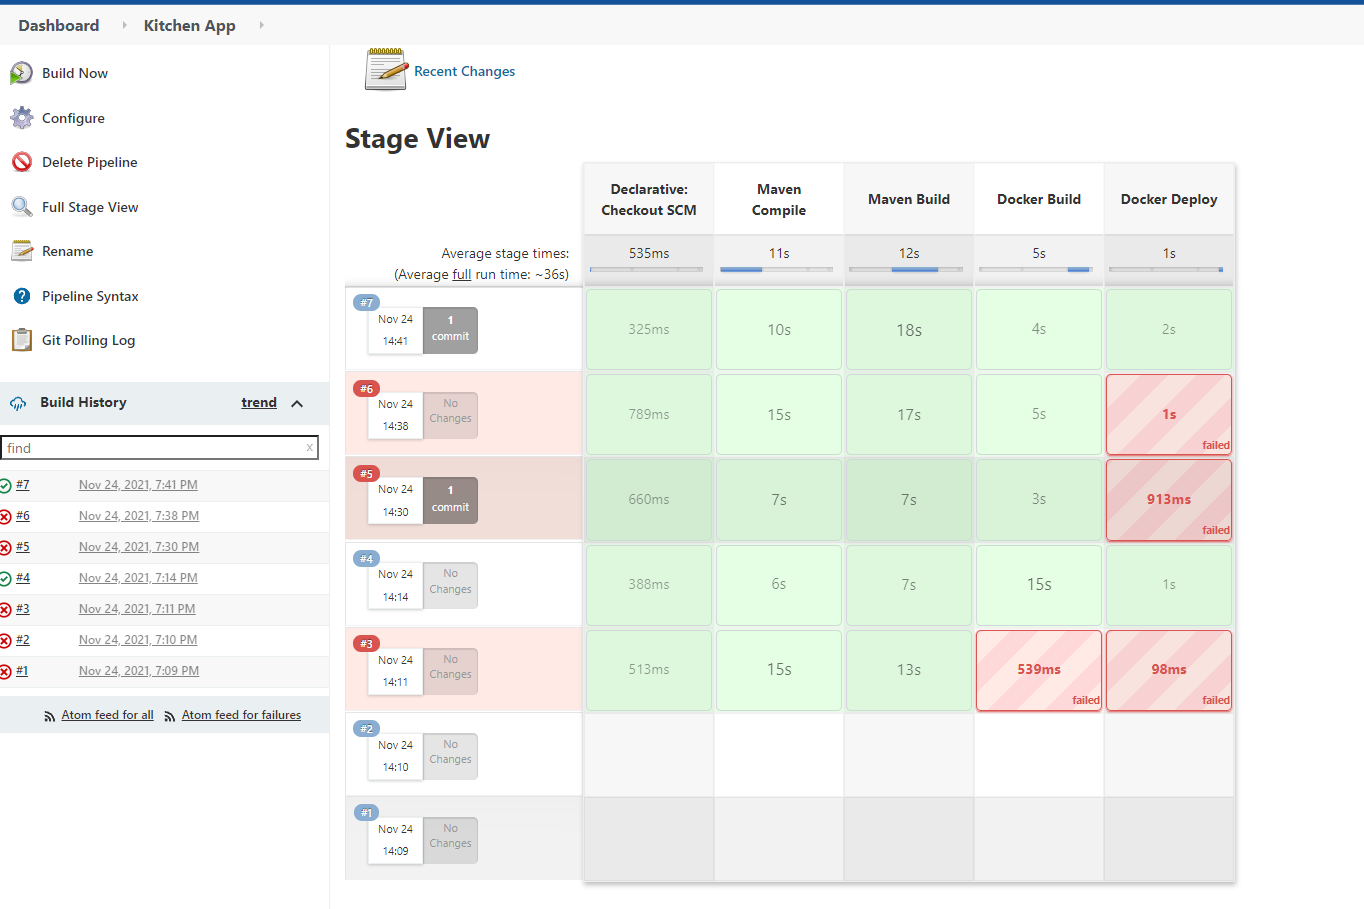 Dashboard
Kitchen App
Build Now
Configure
Delete Pipeline
Full Stage View
Rename
Pipeline Syntax
Git Polling Log
Build History
trend
find
x
#7 Nov 24, 2021, 7:41 PM
#6 Nov 24, 2021, 7:38 PM
#5 Nov 24, 2021, 7:30 PM
#4 Nov 24, 2021, 7:14 PM
#3 Nov 24, 2021, 7:11 PM
#2 Nov 24, 2021, 7:10 PM
#1 Nov 24, 2021, 7:09 PM
Atom feed for all
Atom feed for failures
Recent Changes
Stage View
Declarative:
Checkout SCM
Maven
Compile
Maven Build
Docker Build
Docker Deploy
Average stage times:
(Average full run time: ~36s)
535ms
11s
12s
5s
1s
#7
Nov 24
14:41
1
commit
325ms
10s
18s
4s
2s
#6
Nov 24
14:38
No
Changes
789ms
15s
17s
5s
1s
failed
#5
Nov 24
14:30
1
commit
660ms
7s
7s
3s
913ms
failed
#4
Nov 24
14:14
No
Changes
388ms
6s
7s
15s
1s
#3
Nov 24
14:11
No
Changes
513ms
15s
13s
539ms
failed
98ms
failed
#2
Nov 24
14:10
No
Changes
#1
Nov 24
14:09
No
Changes